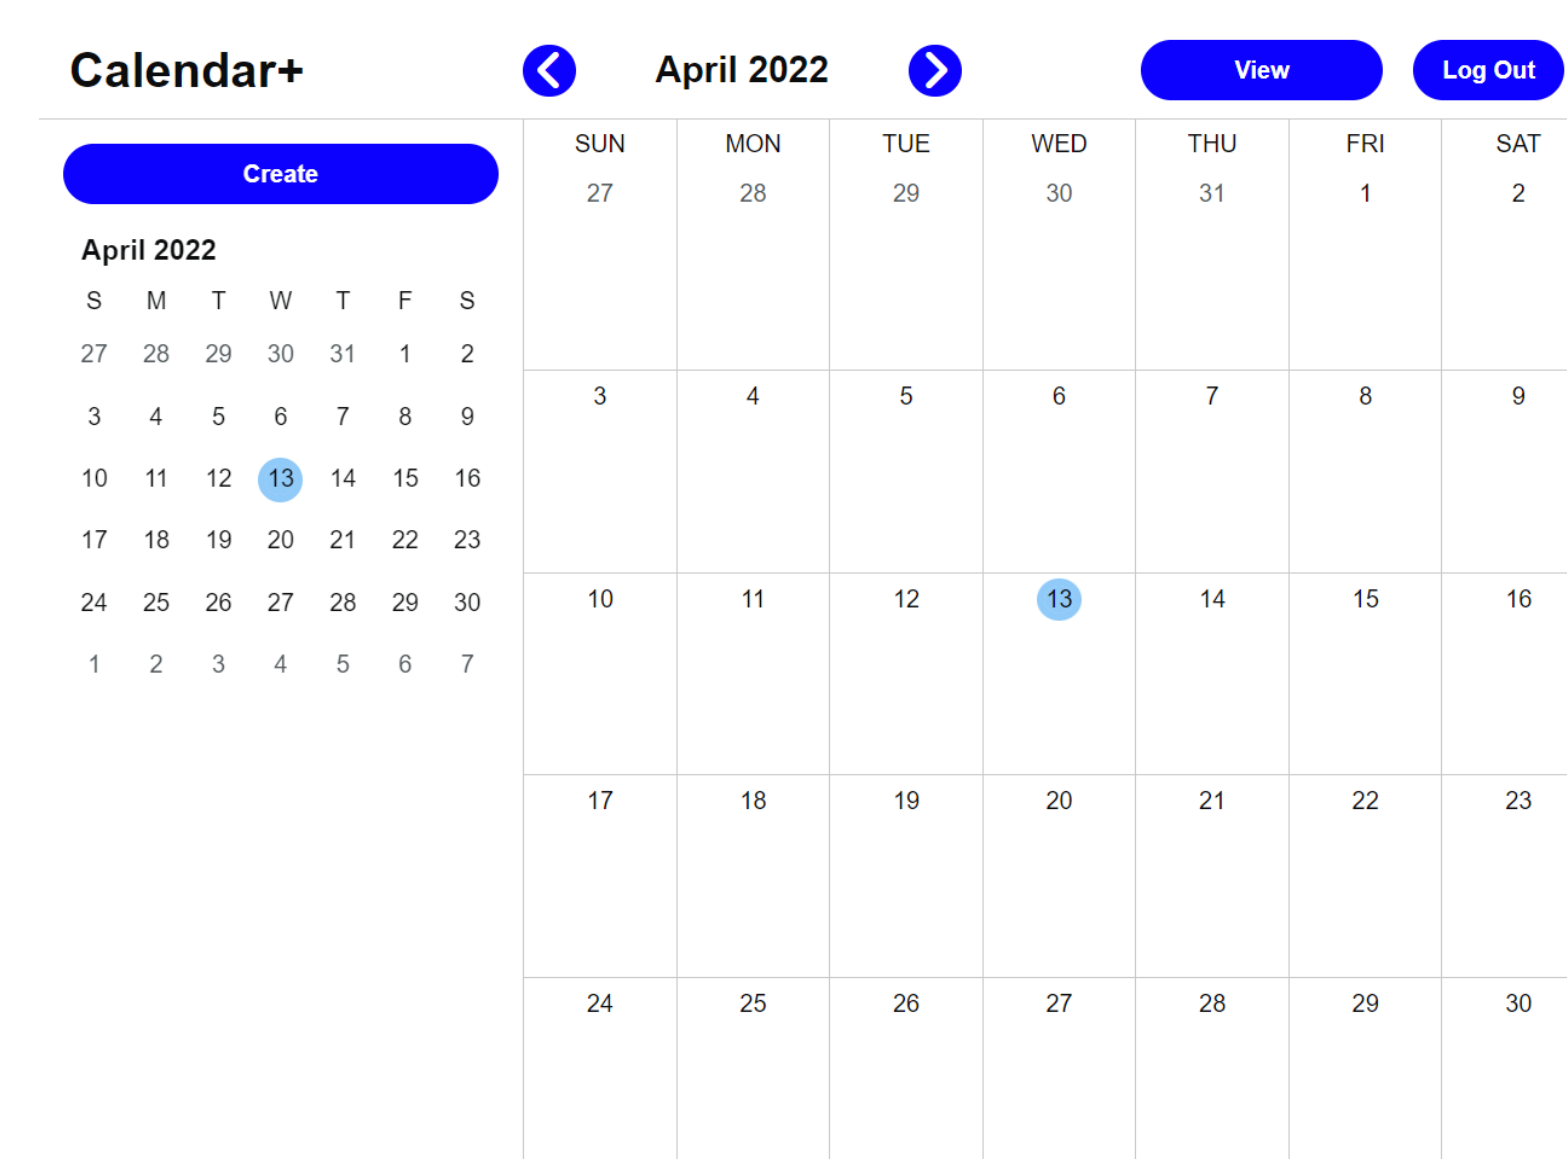 Calendar+
April 2022
View
Log Out
Create
April 2022
S M T W T F S
27 28 29 30 31 1 2
3 4 5 6 7 8 9
10 11 12 13 14 15 16
17 18 19 20 21 22 23
24 25 26 27 28 29 30
1 2 3 4 5 6 7
SUN MON TUE WED THU FRI SAT
27 28 29 30 31 1 2
3 4 5 6 7 8 9
10 11 12 13 14 15 16
17 18 19 20 21 22 23
24 25 26 27 28 29 30